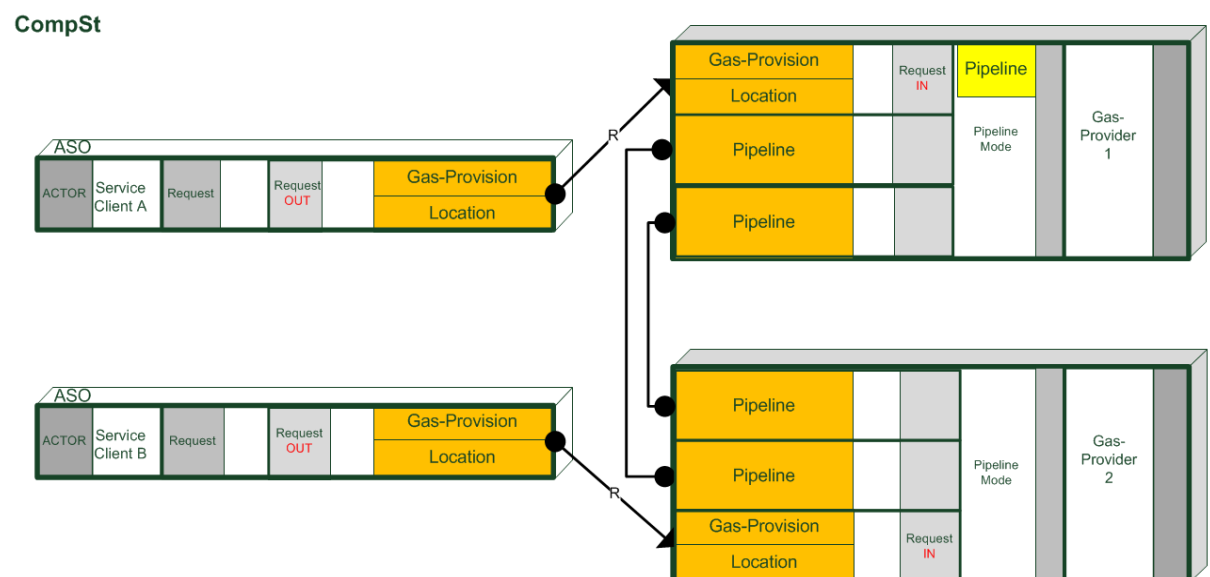 CompSt
ASO
ACTOR
Service
Client A
Request
Request
OUT
Gas-Provision
Location
R
Gas-Provision
Location
Request
IN
Pipeline
Pipeline
Mode
Gas-
Provider
1
Pipeline
Pipeline
ASO
ACTOR
Service
Client B
Request
Request
OUT
Gas-Provision
Location
R
Pipeline
Pipeline
Gas-Provision
Location
Request
IN
Pipeline
Mode
Gas-
Provider
2